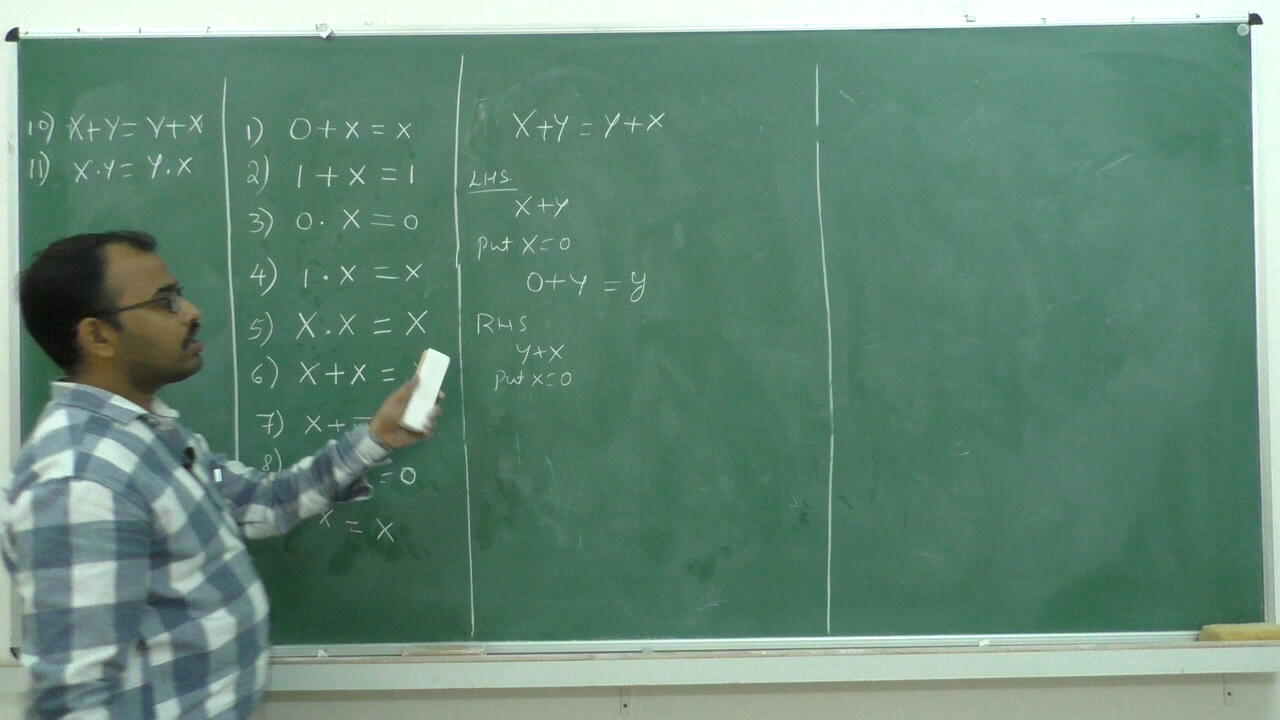 10) X+Y=Y+X
11) X·Y=Y·X
1) 0+x=x
2) 1+x=1
3) 0·X=0
4) 1·x=x
5) X·X=X
6) X+x=
7) x+
8) =0
x=x
X+Y=Y+X
LHS
X+Y
put X=0
0+Y=y
RHS
Y+X
put x=0